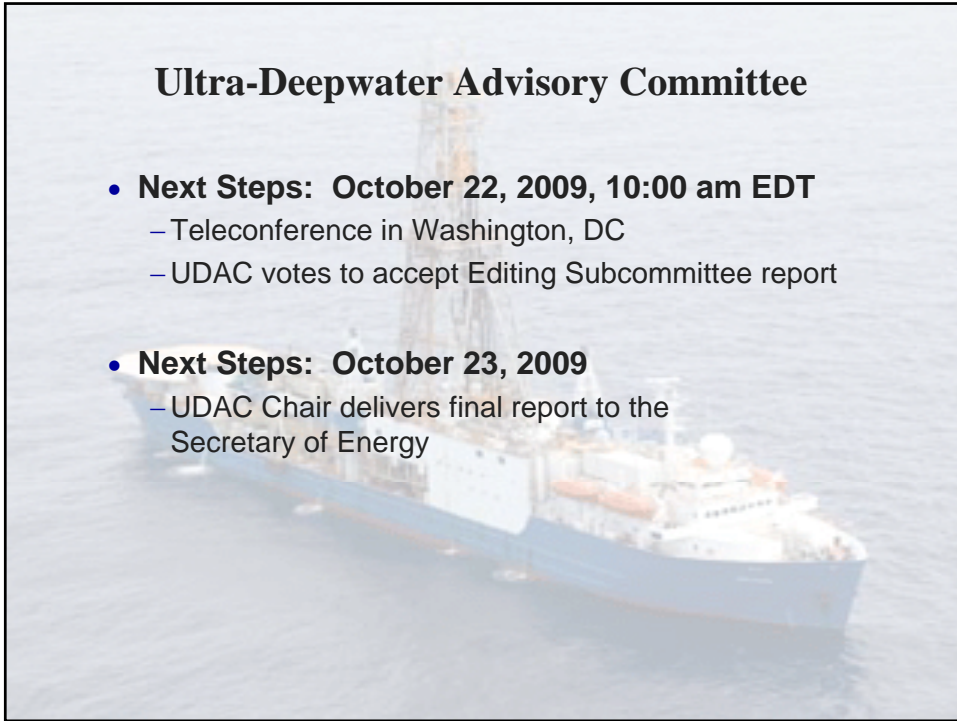 Ultra-Deepwater Advisory Committee
• Next Steps: October 22, 2009, 10:00 am EDT
– Teleconference in Washington, DC
– UDAC votes to accept Editing Subcommittee report
• Next Steps: October 23, 2009
– UDAC Chair delivers final report to the
Secretary of Energy